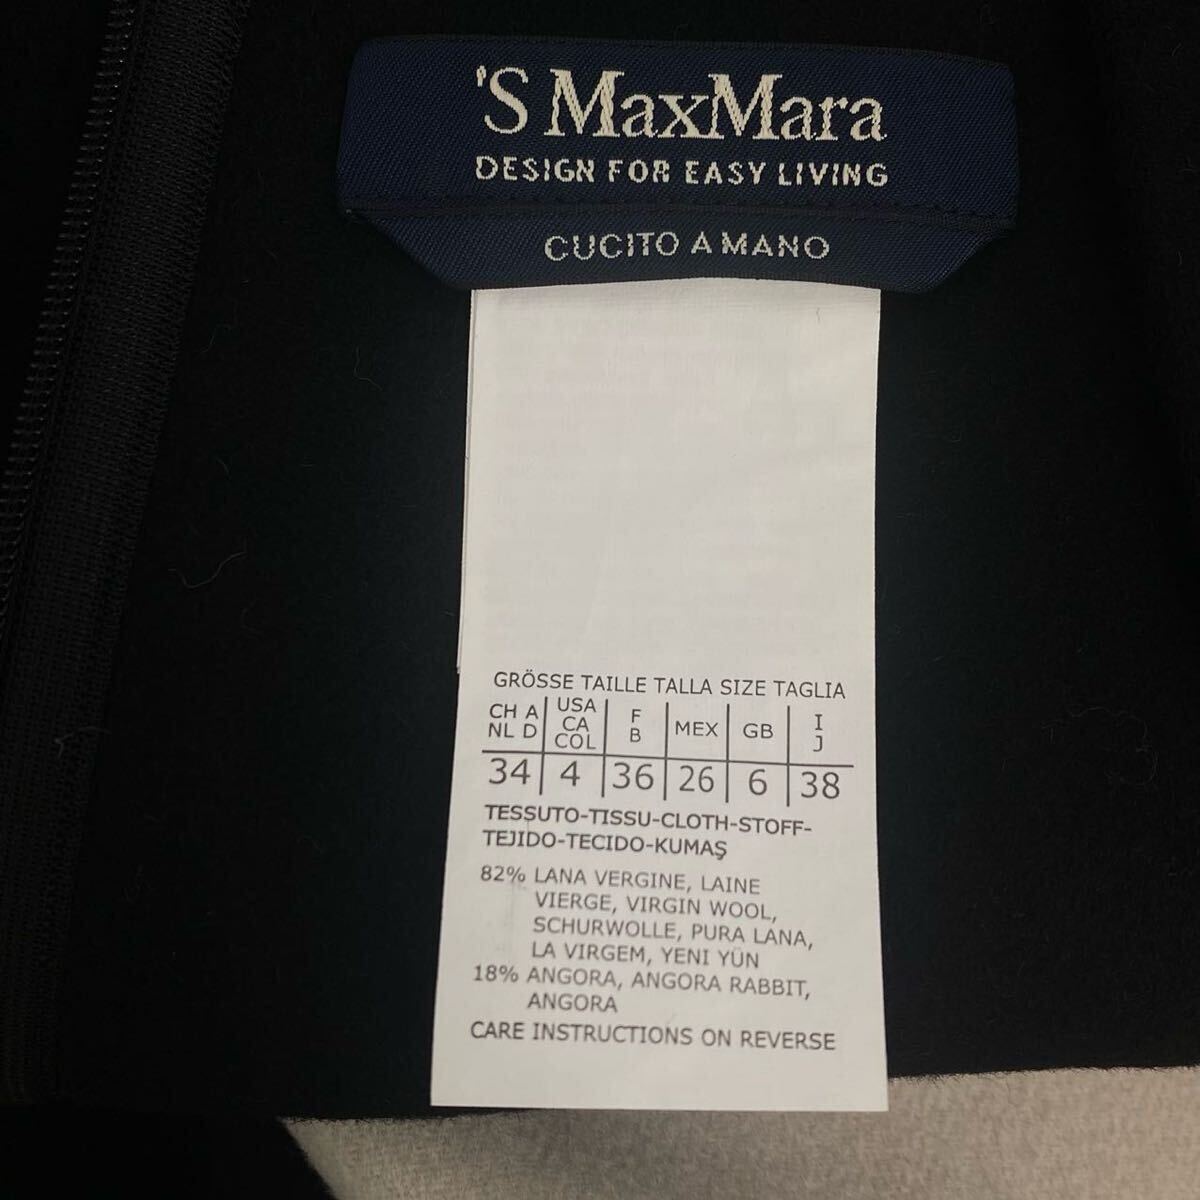 'S MaxMara
DESIGN FOR EASY LIVING
CUCITO A MANO
GRÖSSE TAILLE TALLA SIZE TAGLIA
CH A NL D | USA CA COL | F B | MEX | GB | I J
34 | 4 | 36 | 26 | 6 | 38
TESSUTO-TISSU-CLOTH-STOFF-
TEJIDO-TECIDO-KUMAŞ
82% LANA VERGINE, LAINE
VIERGE, VIRGIN WOOL,
SCHURWOLLE, PURA LANA,
LA VIRGEM, YENI YÜN
18% ANGORA, ANGORA RABBIT,
ANGORA
CARE INSTRUCTIONS ON REVERSE